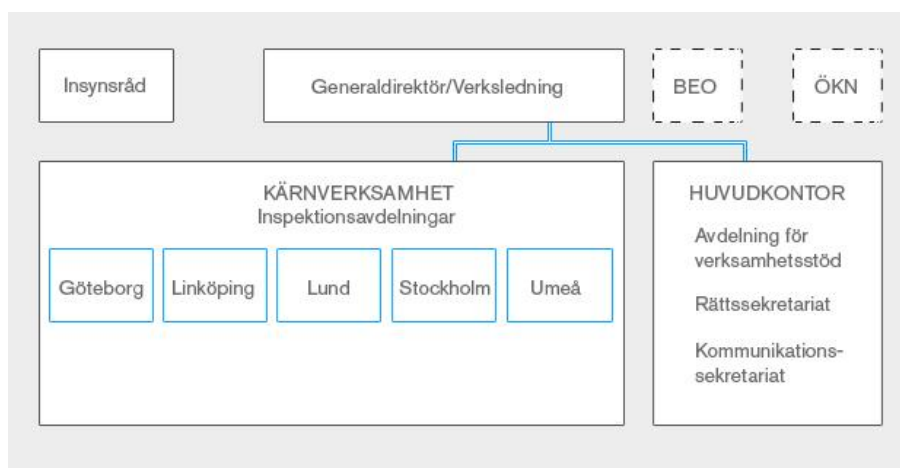 Insynsråd
Generaldirektör/Verksledning
BEO
ÖKN
KÄRNVERKSAMHET
Inspektionsavdelningar
Göteborg
Linköping
Lund
Stockholm
Umeå
HUVUDKONTOR
Avdelning för
verksamhetsstöd
Rättssekretariat
Kommunikations-
sekretariat